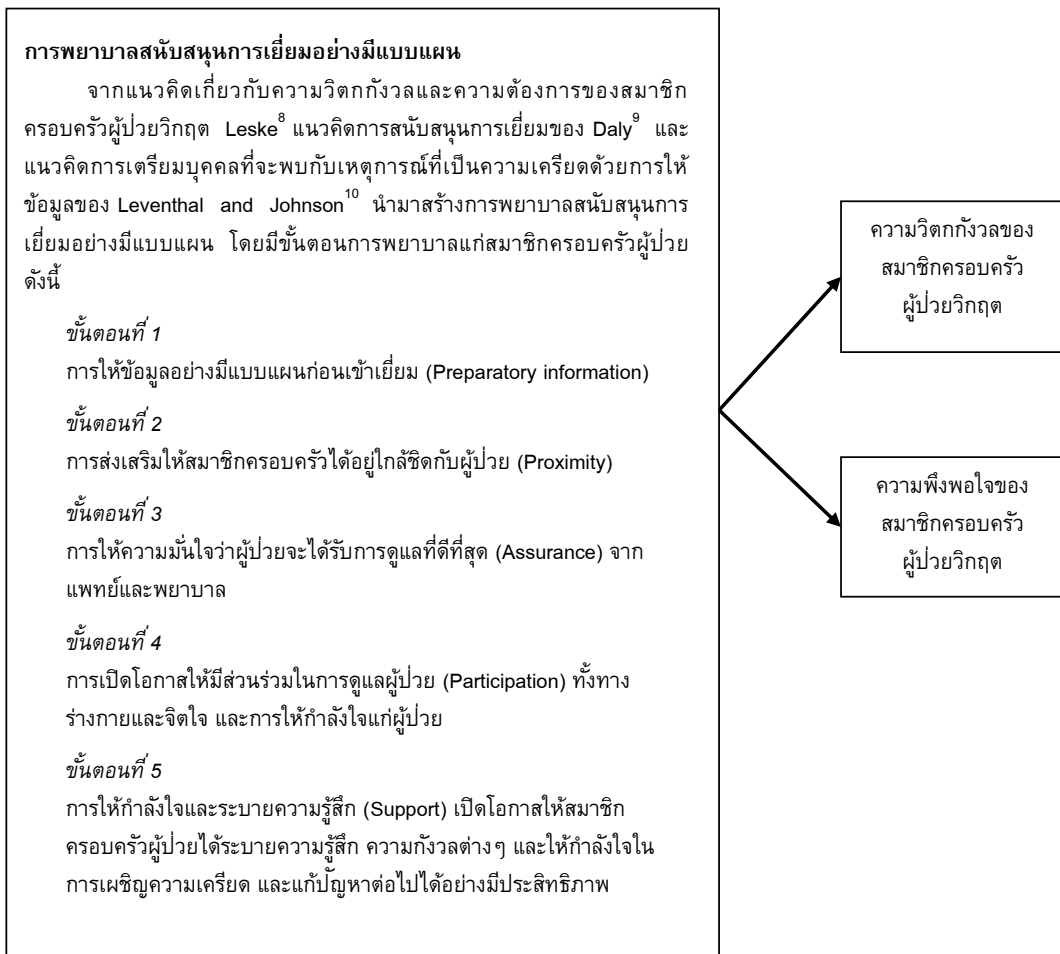 การพยาบาลสนับสนุนการเยี่ยมอย่างมีแบบแผน
จากแนวคิดเกี่ยวกับความวิตกกังวลและความต้องการของสมาชิก
ครอบครัวผู้ป่วยวิกฤต Leske⁸ แนวคิดการสนับสนุนการเยี่ยมของ Daly⁹ และ
แนวคิดการเตรียมบุคคลที่จะพบกับเหตุการณ์ที่เป็นความเครียดด้วยการให้
ข้อมูลของ Leventhal and Johnson¹⁰ นำมาสร้างการพยาบาลสนับสนุนการ
เยี่ยมอย่างมีแบบแผน โดยมีขั้นตอนการพยาบาลแก่สมาชิกครอบครัวผู้ป่วย
ดังนี้
ขั้นตอนที่ 1
การให้ข้อมูลอย่างมีแบบแผนก่อนเข้าเยี่ยม (Preparatory information)
ขั้นตอนที่ 2
การส่งเสริมให้สมาชิกครอบครัวได้อยู่ใกล้ชิดกับผู้ป่วย (Proximity)
ขั้นตอนที่ 3
การให้ความมั่นใจว่าผู้ป่วยจะได้รับการดูแลที่ดีที่สุด (Assurance) จาก
แพทย์และพยาบาล
ขั้นตอนที่ 4
การเปิดโอกาสให้มีส่วนร่วมในการดูแลผู้ป่วย (Participation) ทั้งทาง
ร่างกายและจิตใจ และการให้กำลังใจแก่ผู้ป่วย
ขั้นตอนที่ 5
การให้กำลังใจและระบายความรู้สึก (Support) เปิดโอกาสให้สมาชิก
ครอบครัวผู้ป่วยได้ระบายความรู้สึก ความกังวลต่างๆ และให้กำลังใจใน
การเผชิญความเครียด และแก้ปัญหาต่อไปได้อย่างมีประสิทธิภาพ
ความวิตกกังวลของ
สมาชิกครอบครัว
ผู้ป่วยวิกฤต
ความพึงพอใจของ
สมาชิกครอบครัว
ผู้ป่วยวิกฤต